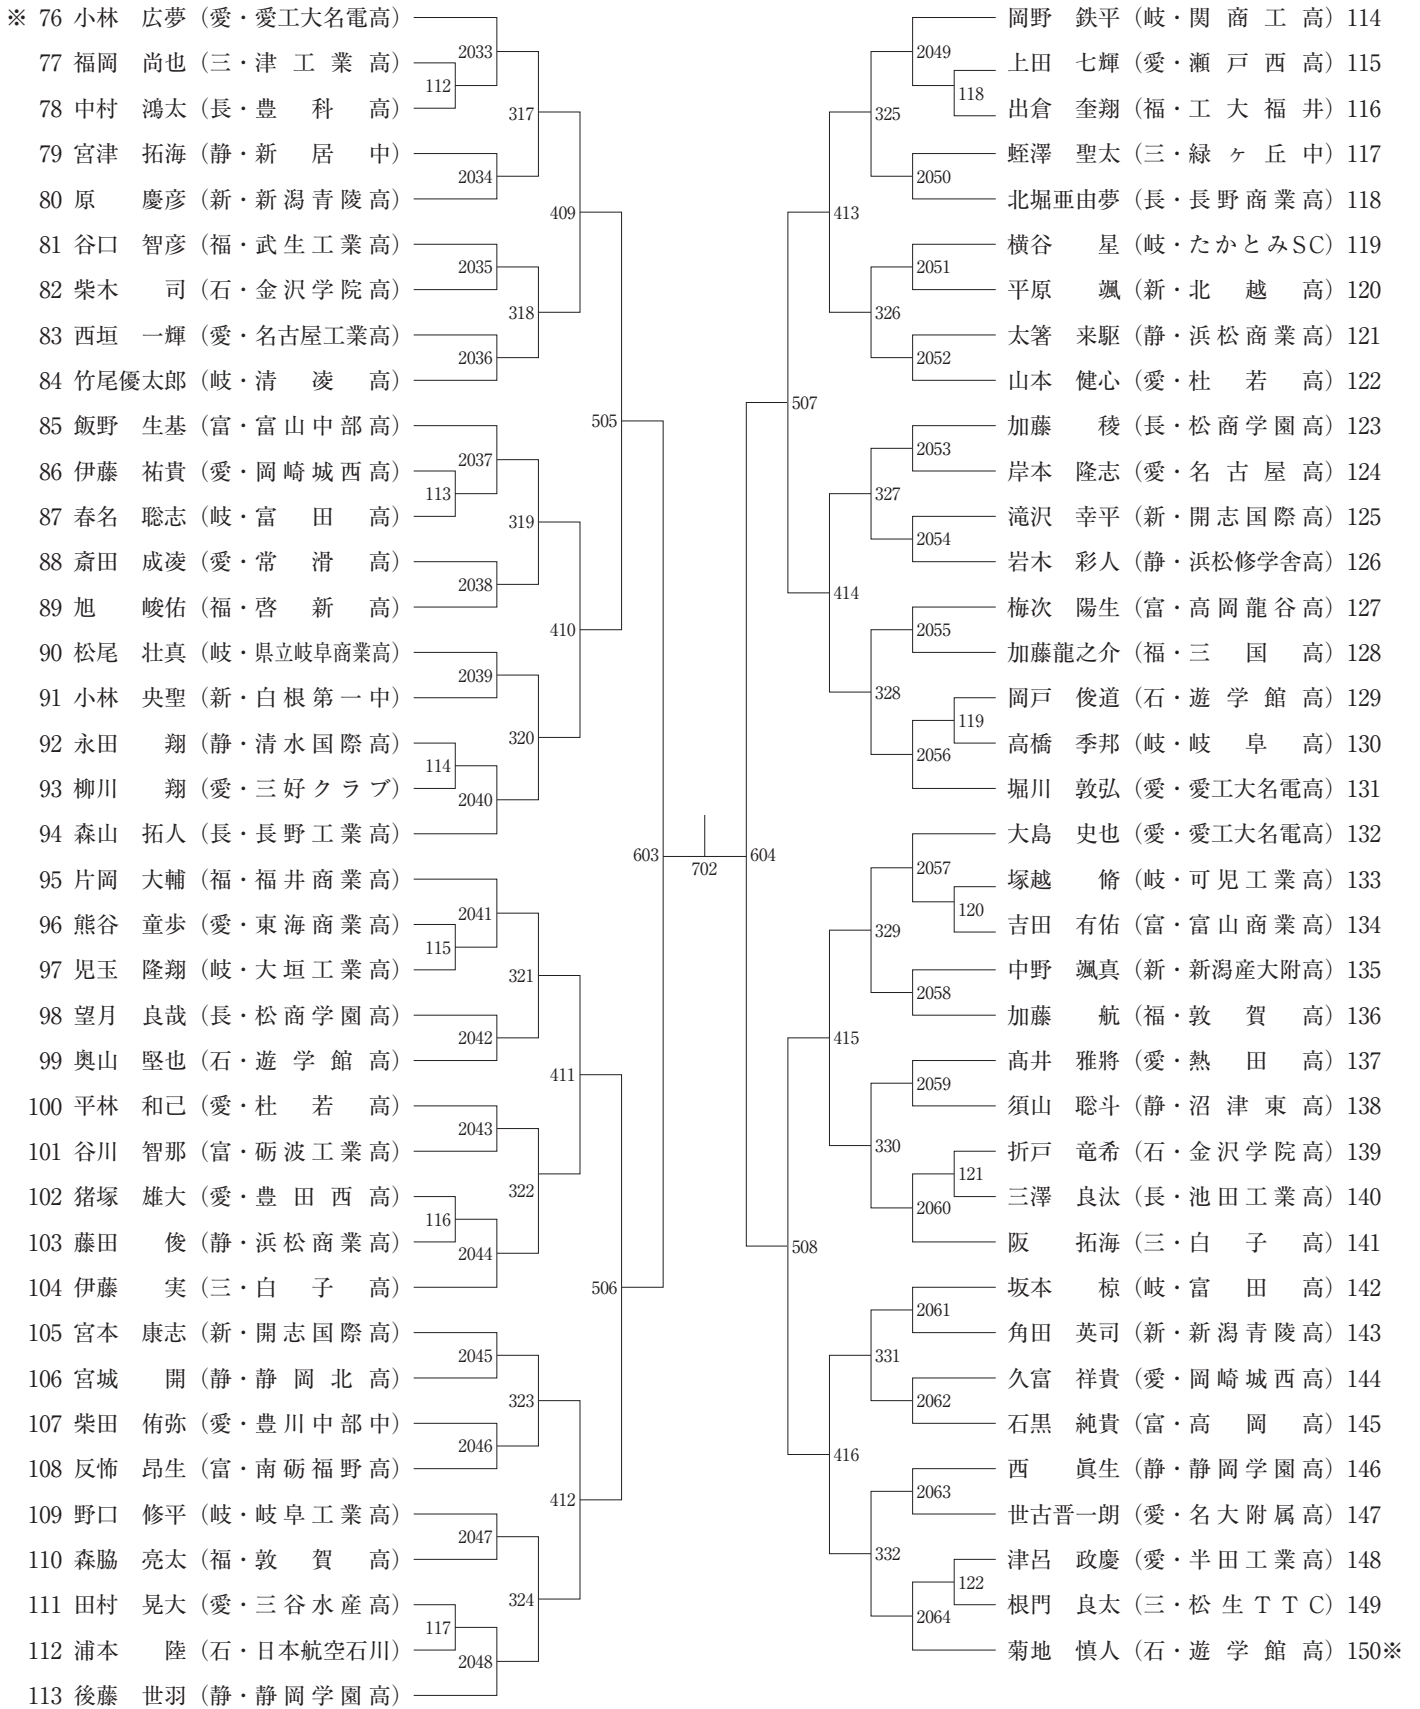 ※ 76 小林 広夢（愛・愛工大名電高）
77 福岡 尚也（三・津工業高）
78 中村 鴻太（長・豊科高）
79 宮津 拓海（静・新居中）
80 原 慶彦（新・新潟青陵高）
81 谷口 智彦（福・武生工業高）
82 柴木 司（石・金沢学院高）
83 西垣 一輝（愛・名古屋工業高）
84 竹尾優太郎（岐・清凌高）
85 飯野 生基（富・富山中部高）
86 伊藤 祐貴（愛・岡崎城西高）
87 春名 聡志（岐・富田高）
88 斎田 成凌（愛・常滑高）
89 旭 峻佑（福・啓新高）
90 松尾 壮真（岐・県立岐阜商業高）
91 小林 央聖（新・白根第一中）
92 永田 翔（静・清水国際高）
93 柳川 翔（愛・三好クラブ）
94 森山 拓人（長・長野工業高）
95 片岡 大輔（福・福井商業高）
96 熊谷 童歩（愛・東海商業高）
97 児玉 隆翔（岐・大垣工業高）
98 望月 良哉（長・松商学園高）
99 奥山 堅也（石・遊学館高）
100 平林 和己（愛・杜若高）
101 谷川 智那（富・砺波工業高）
102 猪塚 雄大（愛・豊田西高）
103 藤田 俊（静・浜松商業高）
104 伊藤 実（三・白子高）
105 宮本 康志（新・開志国際高）
106 宮城 開（静・静岡北高）
107 柴田 侑弥（愛・豊川中部中）
108 反怖 昂生（富・南砺福野高）
109 野口 修平（岐・岐阜工業高）
110 森脇 亮太（福・敦賀高）
111 田村 晃大（愛・三谷水産高）
112 浦本 陸（石・日本航空石川）
113 後藤 世羽（静・静岡学園高）
112
113
114
115
116
117
2033
2034
2035
2036
2037
2038
2039
2040
2041
2042
2043
2044
2045
2046
2047
2048
317
318
319
320
321
322
323
324
409
410
411
412
505
506
603
702
604
507
508
413
414
415
416
325
326
327
328
329
330
331
332
2049
2050
2051
2052
2053
2054
2055
2056
2057
2058
2059
2060
2061
2062
2063
2064
118
119
120
121
122
岡野 鉄平（岐・関商工高）114
上田 七輝（愛・瀬戸西高）115
出倉 奎翔（福・工大福井）116
蛭澤 聖太（三・緑ヶ丘中）117
北堀亜由夢（長・長野商業高）118
横谷 星（岐・たかとみSC）119
平原 颯（新・北越高）120
太箸 来駆（静・浜松商業高）121
山本 健心（愛・杜若高）122
加藤 稜（長・松商学園高）123
岸本 隆志（愛・名古屋高）124
滝沢 幸平（新・開志国際高）125
岩木 彩人（静・浜松修学舎高）126
梅次 陽生（富・高岡龍谷高）127
加藤龍之介（福・三国高）128
岡戸 俊道（石・遊学館高）129
高橋 季邦（岐・岐阜高）130
堀川 敦弘（愛・愛工大名電高）131
大島 史也（愛・愛工大名電高）132
塚越 脩（岐・可児工業高）133
吉田 有佑（富・富山商業高）134
中野 颯真（新・新潟産大附高）135
加藤 航（福・敦賀高）136
髙井 雅將（愛・熱田高）137
須山 聡斗（静・沼津東高）138
折戸 竜希（石・金沢学院高）139
三澤 良汰（長・池田工業高）140
阪 拓海（三・白子高）141
坂本 椋（岐・富田高）142
角田 英司（新・新潟青陵高）143
久富 祥貴（愛・岡崎城西高）144
石黒 純貴（富・高岡高）145
西 眞生（静・静岡学園高）146
世古晋一朗（愛・名大附属高）147
津呂 政慶（愛・半田工業高）148
根門 良太（三・松生TTC）149
菊地 慎人（石・遊学館高）150※